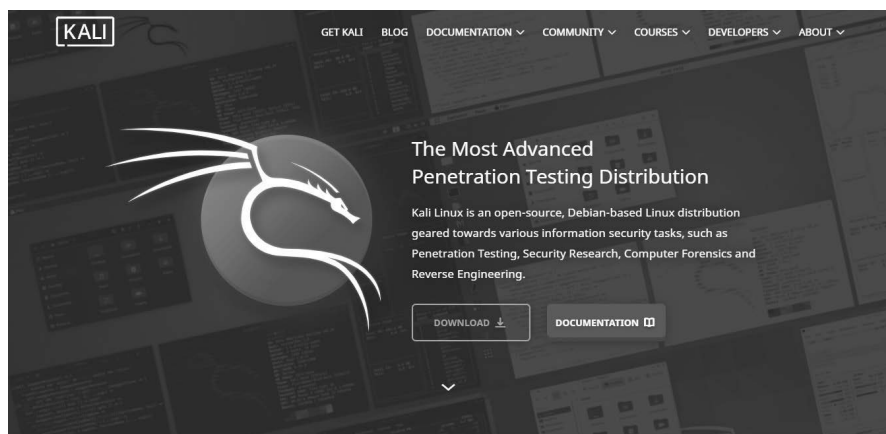 KALI
GET KALI BLOG DOCUMENTATION COMMUNITY COURSES DEVELOPERS ABOUT
The Most Advanced
Penetration Testing Distribution
Kali Linux is an open-source, Debian-based Linux distribution
geared towards various information security tasks, such as
Penetration Testing, Security Research, Computer Forensics and
Reverse Engineering.
DOWNLOAD DOCUMENTATION